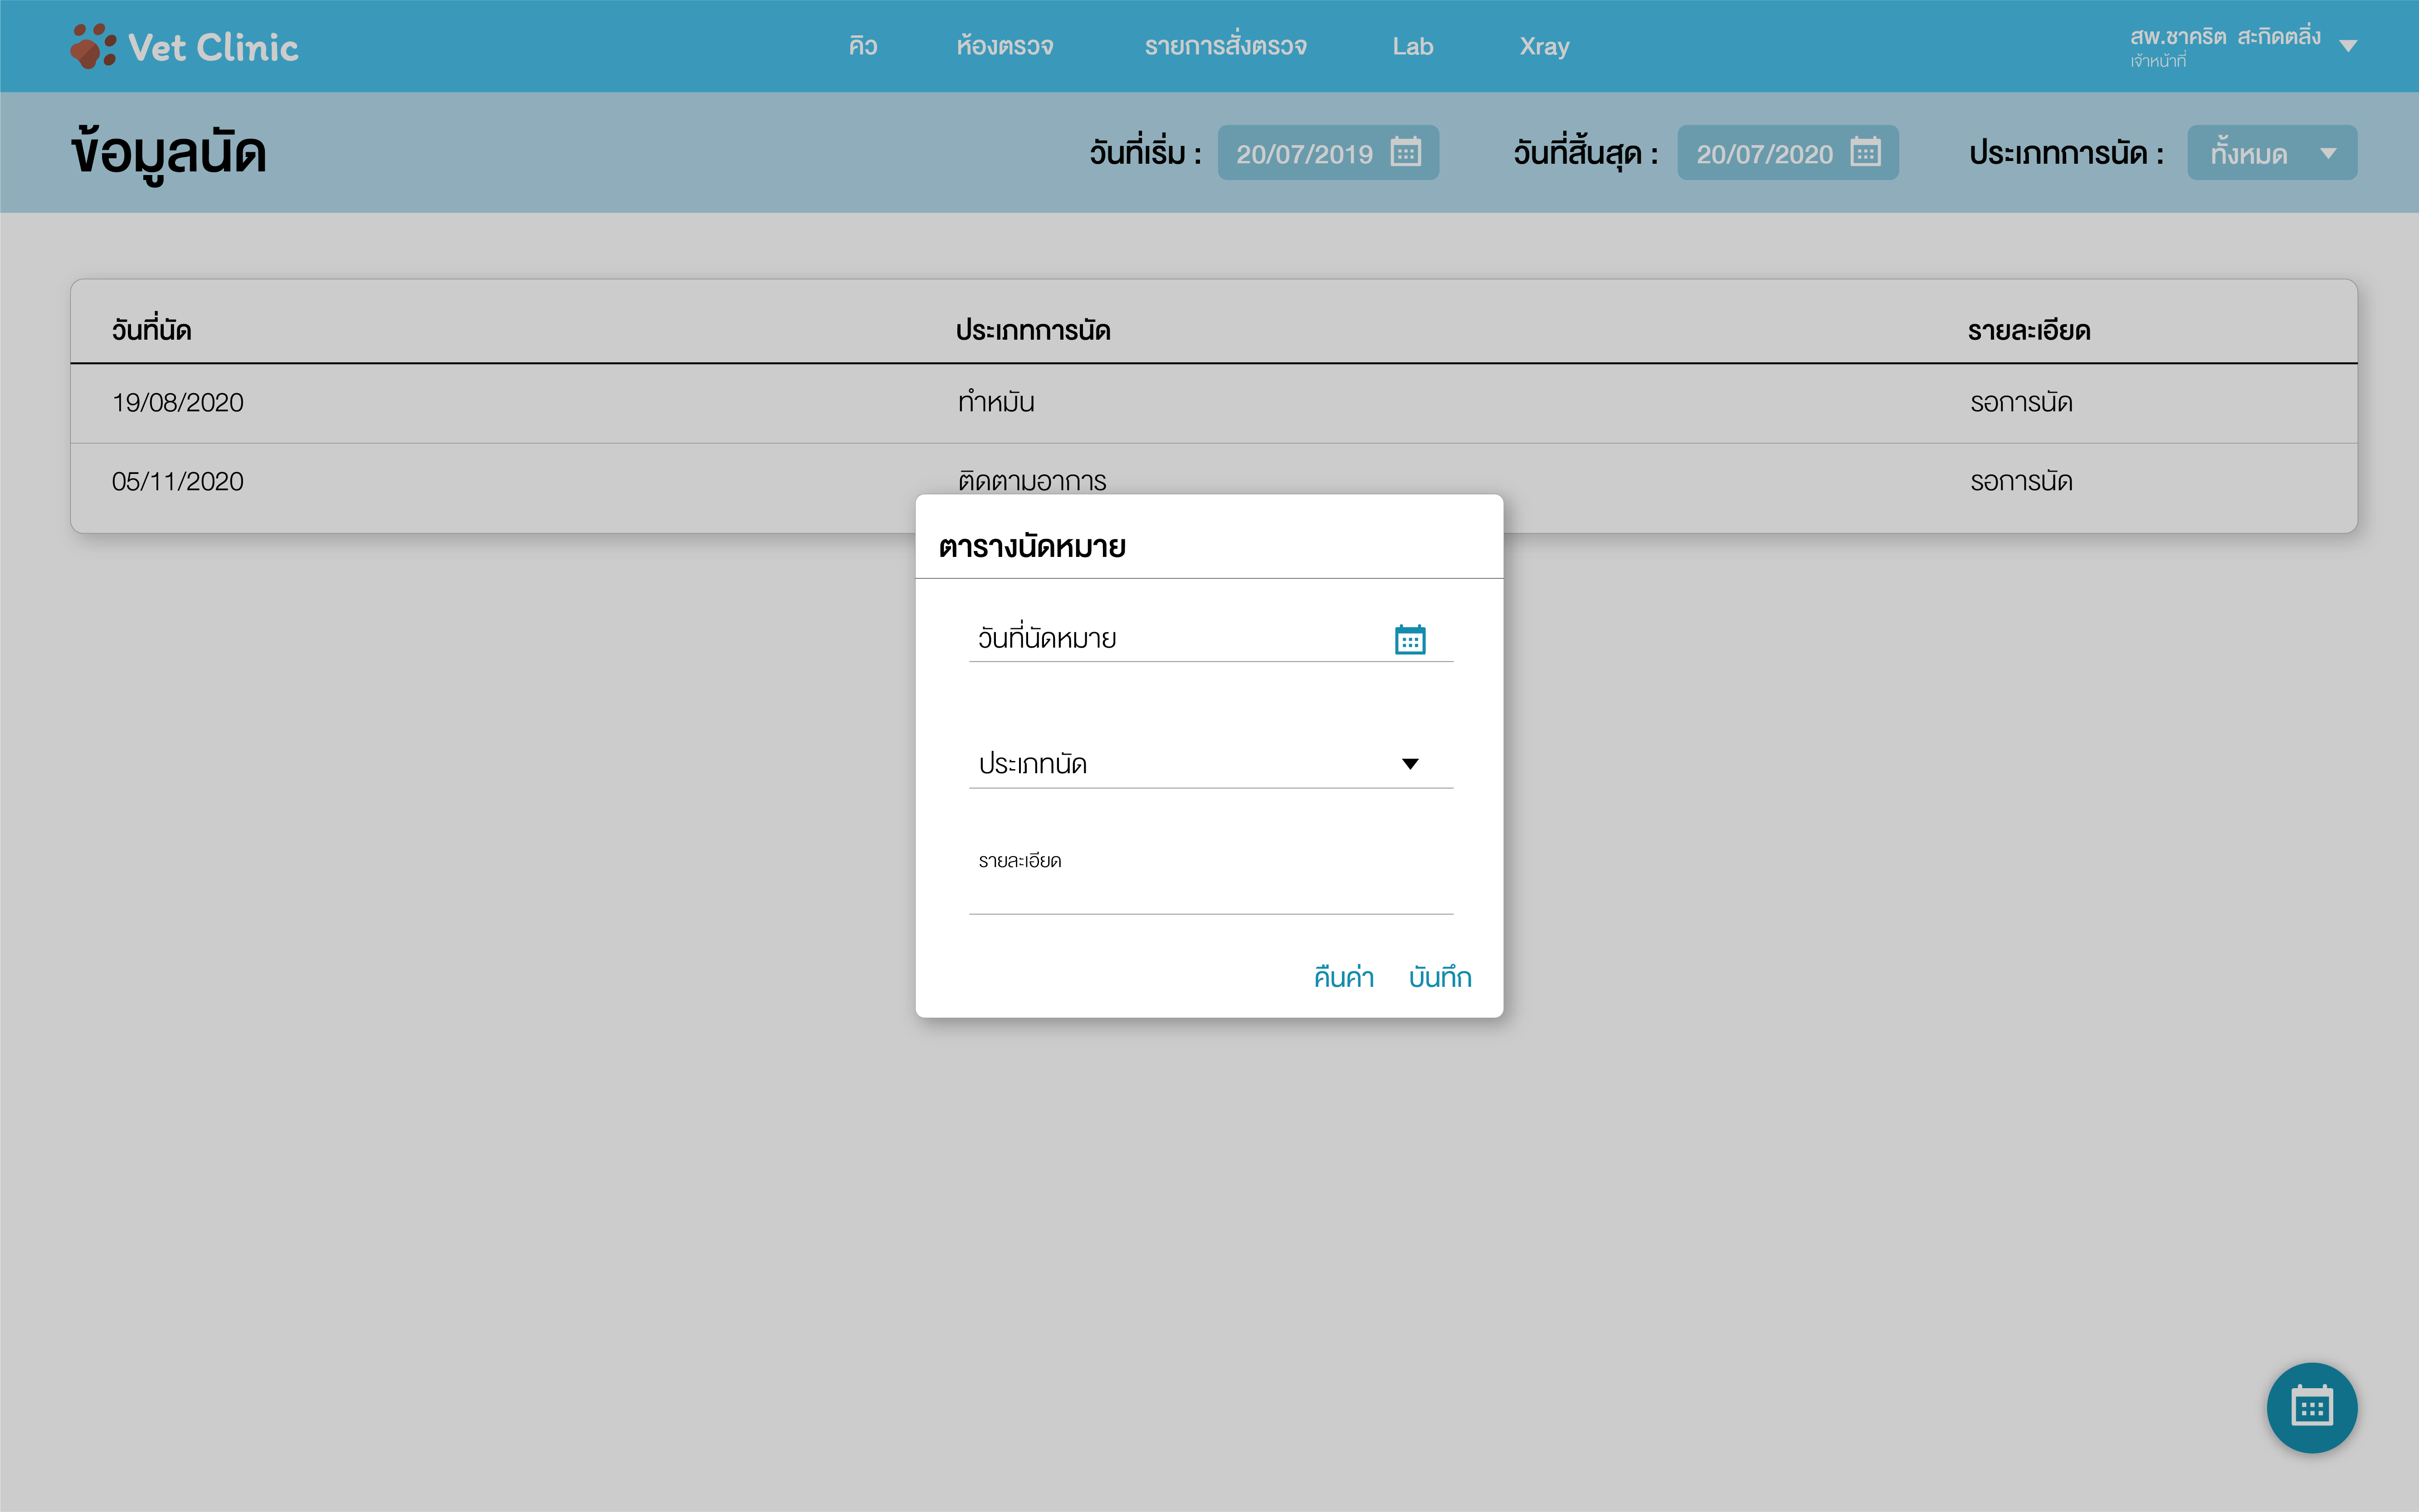 Vet Clinic คิว ห้องตรวจ รายการสั่งตรวจ Lab Xray สพ.ชาคริต สะกิดตลิ่ง
เจ้าหน้าที่
ข้อมูลนัด วันที่เริ่ม : 20/07/2019 วันที่สิ้นสุด : 20/07/2020 ประเภทการนัด : ทั้งหมด
วันที่นัด ประเภทการนัด รายละเอียด
19/08/2020 ทำหมัน รอการนัด
05/11/2020 ติดตามอาการ รอการนัด
ตารางนัดหมาย
วันที่นัดหมาย
ประเภทนัด
รายละเอียด
คืนค่า บันทึก